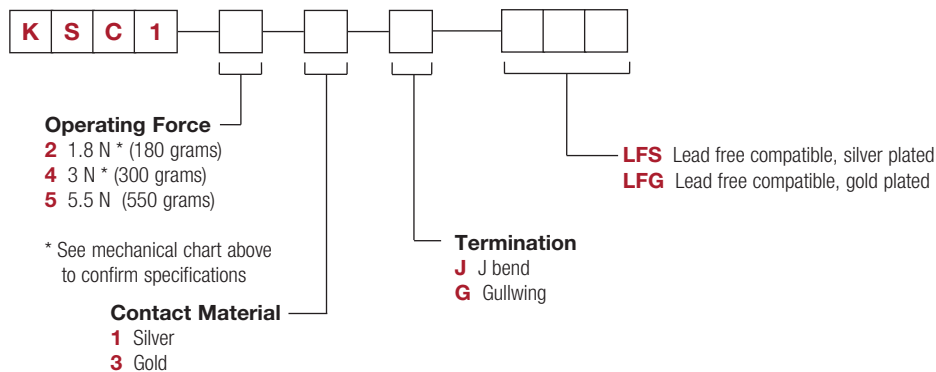 K S C 1
Operating Force
2 1.8 N * (180 grams)
4 3 N * (300 grams)
5 5.5 N (550 grams)
* See mechanical chart above
to confirm specifications
Contact Material
1 Silver
3 Gold
Termination
J J bend
G Gullwing
LFS Lead free compatible, silver plated
LFG Lead free compatible, gold plated